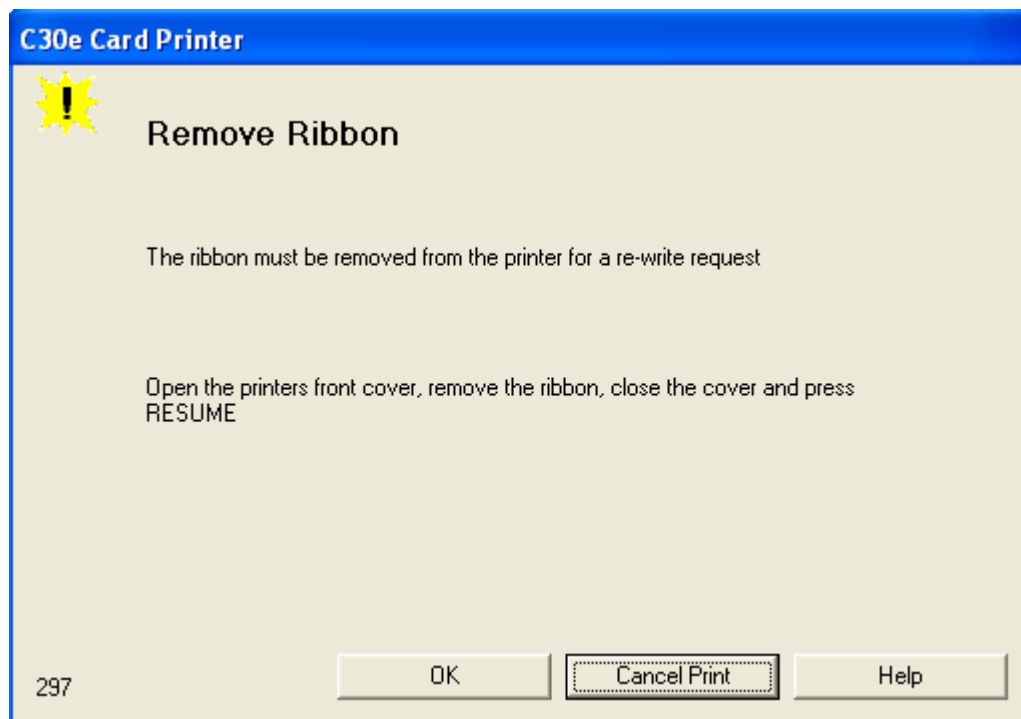 C30e Card Printer
!
Remove Ribbon
The ribbon must be removed from the printer for a re-write request
Open the printers front cover, remove the ribbon, close the cover and press
RESUME
297
OK
Cancel Print
Help